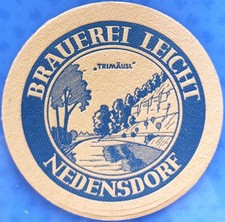 BRAUEREI LEICHT
„TRIMÄUSL"
NEDENSDORF